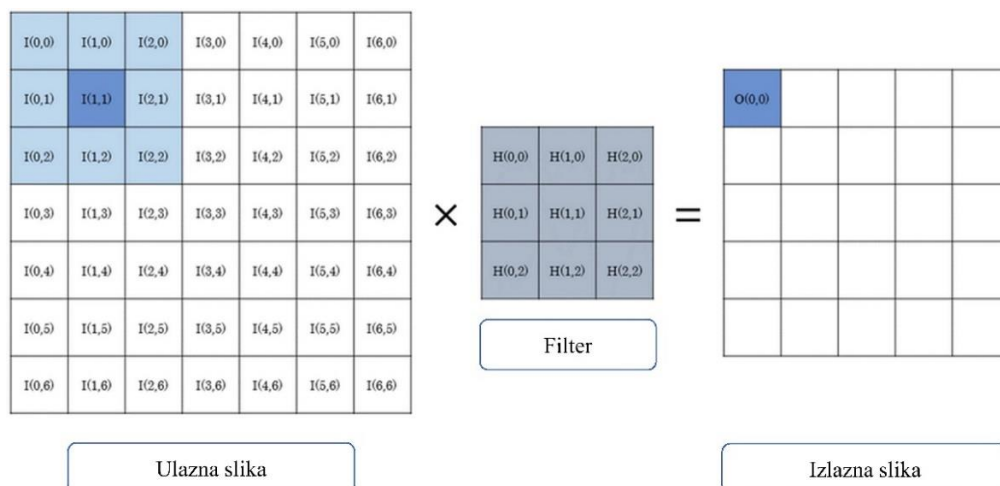 I(0,0) I(1,0) I(2,0) I(3,0) I(4,0) I(5,0) I(6,0)
I(0,1) I(1,1) I(2,1) I(3,1) I(4,1) I(5,1) I(6,1)
I(0,2) I(1,2) I(2,2) I(3,2) I(4,2) I(5,2) I(6,2)
I(0,3) I(1,3) I(2,3) I(3,3) I(4,3) I(5,3) I(6,3)
I(0,4) I(1,4) I(2,4) I(3,4) I(4,4) I(5,4) I(6,4)
I(0,5) I(1,5) I(2,5) I(3,5) I(4,5) I(5,5) I(6,5)
I(0,6) I(1,6) I(2,6) I(3,6) I(4,6) I(5,6) I(6,6)
Ulazna slika
×
H(0,0) H(1,0) H(2,0)
H(0,1) H(1,1) H(2,1)
H(0,2) H(1,2) H(2,2)
Filter
=
O(0,0)
Izlazna slika